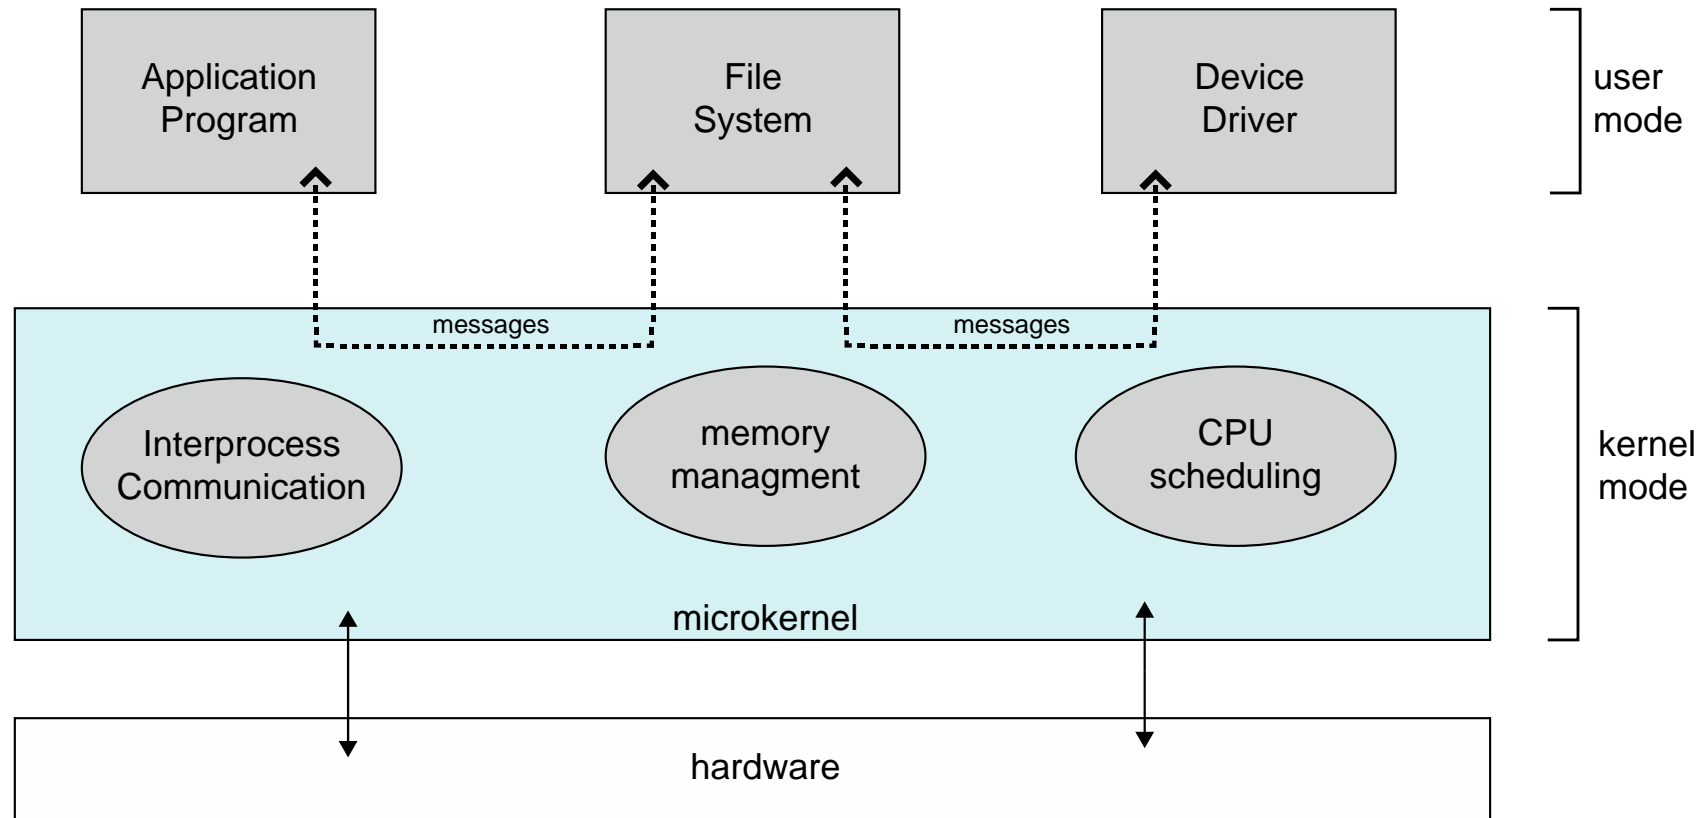 Application
Program
File
System
Device
Driver
user
mode
messages
messages
Interprocess
Communication
memory
managment
CPU
scheduling
kernel
mode
microkernel
hardware